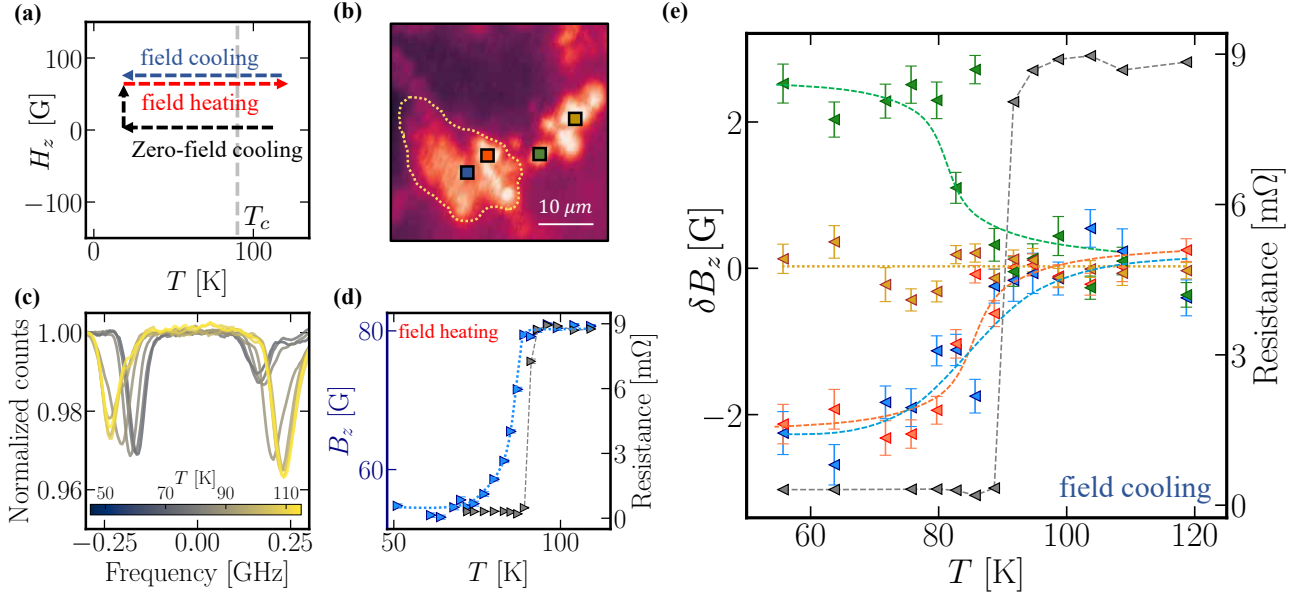 (a)
100
0
−100
H_z [G]
field cooling
field heating
Zero-field cooling
T_c
0
100
T [K]
(b)
10 μm
(c)
1.00
0.98
0.96
Normalized counts
T [K]
50
70
90
110
−0.25
0.00
0.25
Frequency [GHz]
(d)
field heating
80
60
B_z [G]
9
6
3
0
Resistance [mΩ]
50
100
T [K]
(e)
2
0
−2
δB_z [G]
9
6
3
0
Resistance [mΩ]
field cooling
60
80
100
120
T [K]